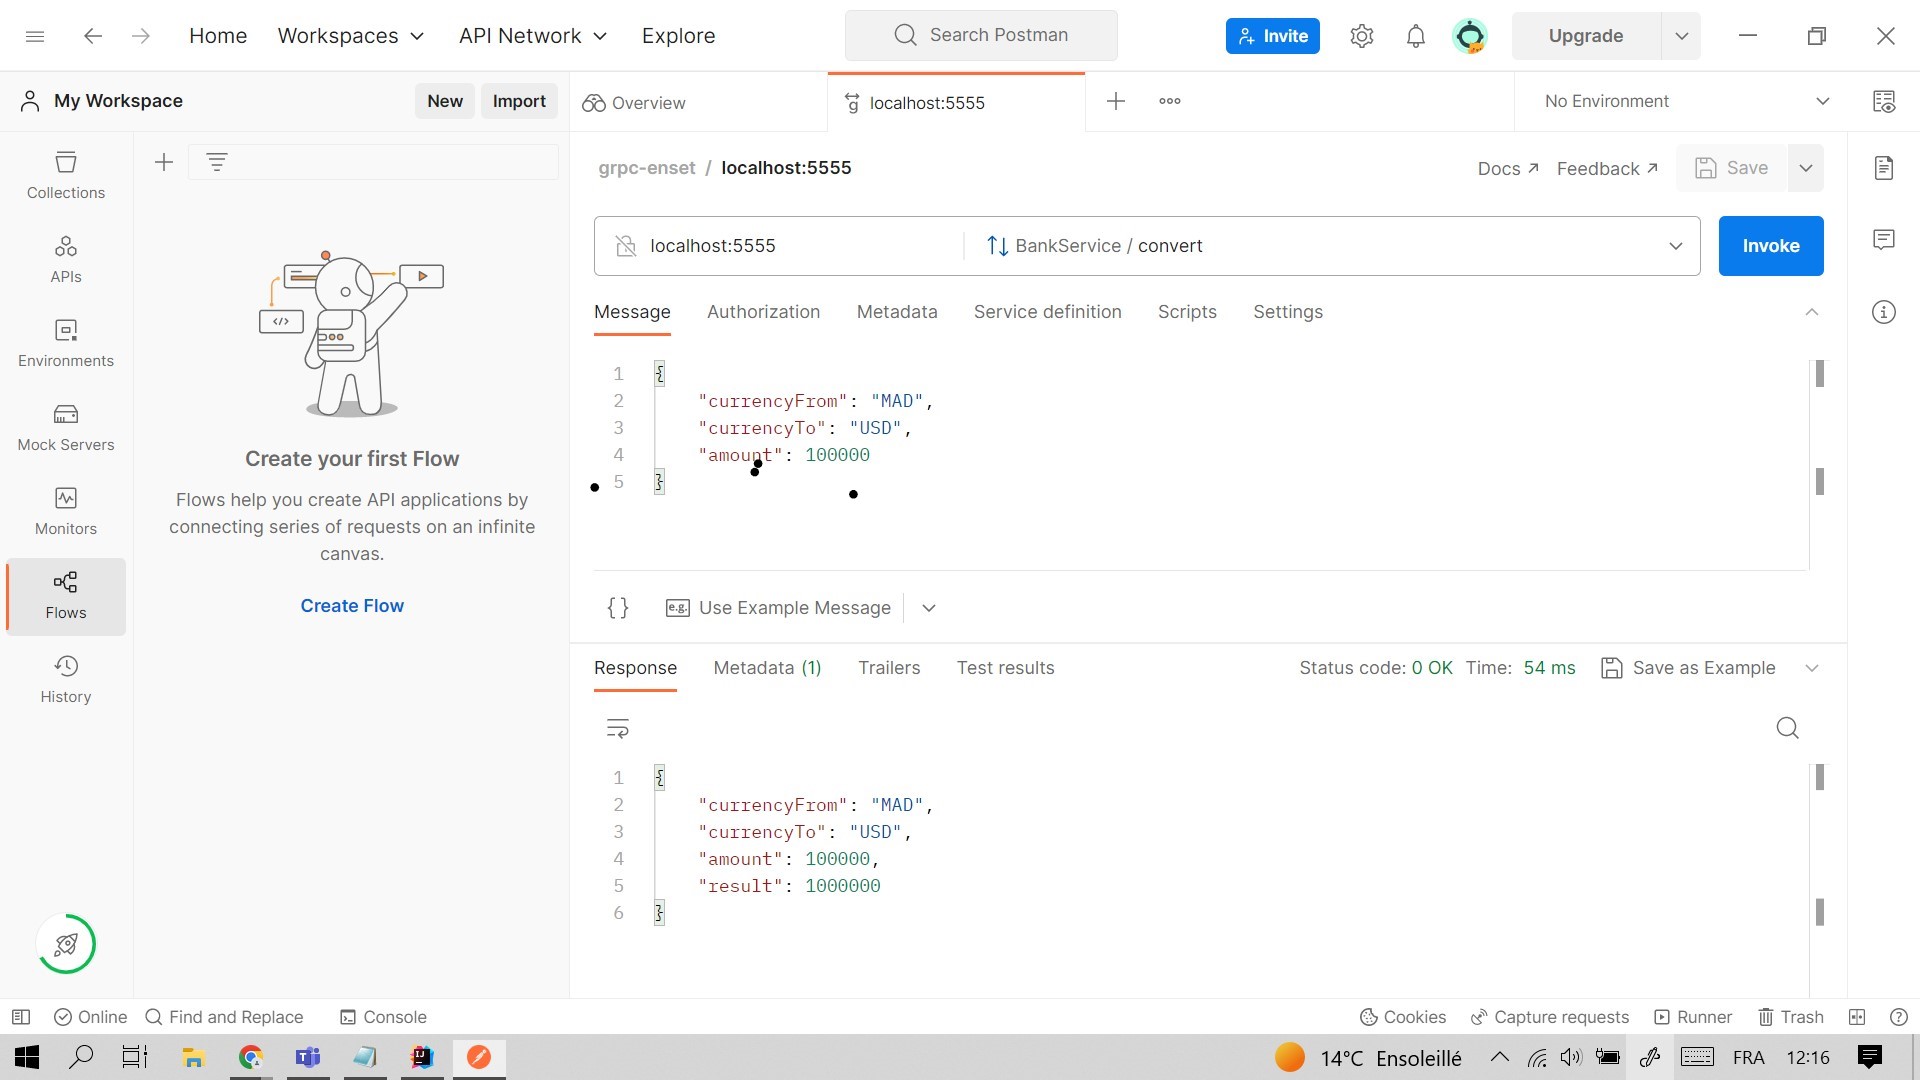 Home Workspaces API Network Explore Search Postman Invite Upgrade
My Workspace New Import Overview localhost:5555 No Environment
Collections
APIs
Environments
Mock Servers
Monitors
Flows
History
</>
Create your first Flow
Flows help you create API applications by
connecting series of requests on an infinite
canvas.
Create Flow
grpc-enset / localhost:5555 Docs Feedback Save
localhost:5555 BankService / convert Invoke
Message Authorization Metadata Service definition Scripts Settings
1 {
2 "currencyFrom": "MAD",
3 "currencyTo": "USD",
4 "amount": 100000
5 }
{} e.g. Use Example Message
Response Metadata (1) Trailers Test results Status code: 0 OK Time: 54 ms Save as Example
1 {
2 "currencyFrom": "MAD",
3 "currencyTo": "USD",
4 "amount": 100000,
5 "result": 1000000
6 }
Online Find and Replace Console Cookies Capture requests Runner Trash
14°C Ensoleillé FRA 12:16